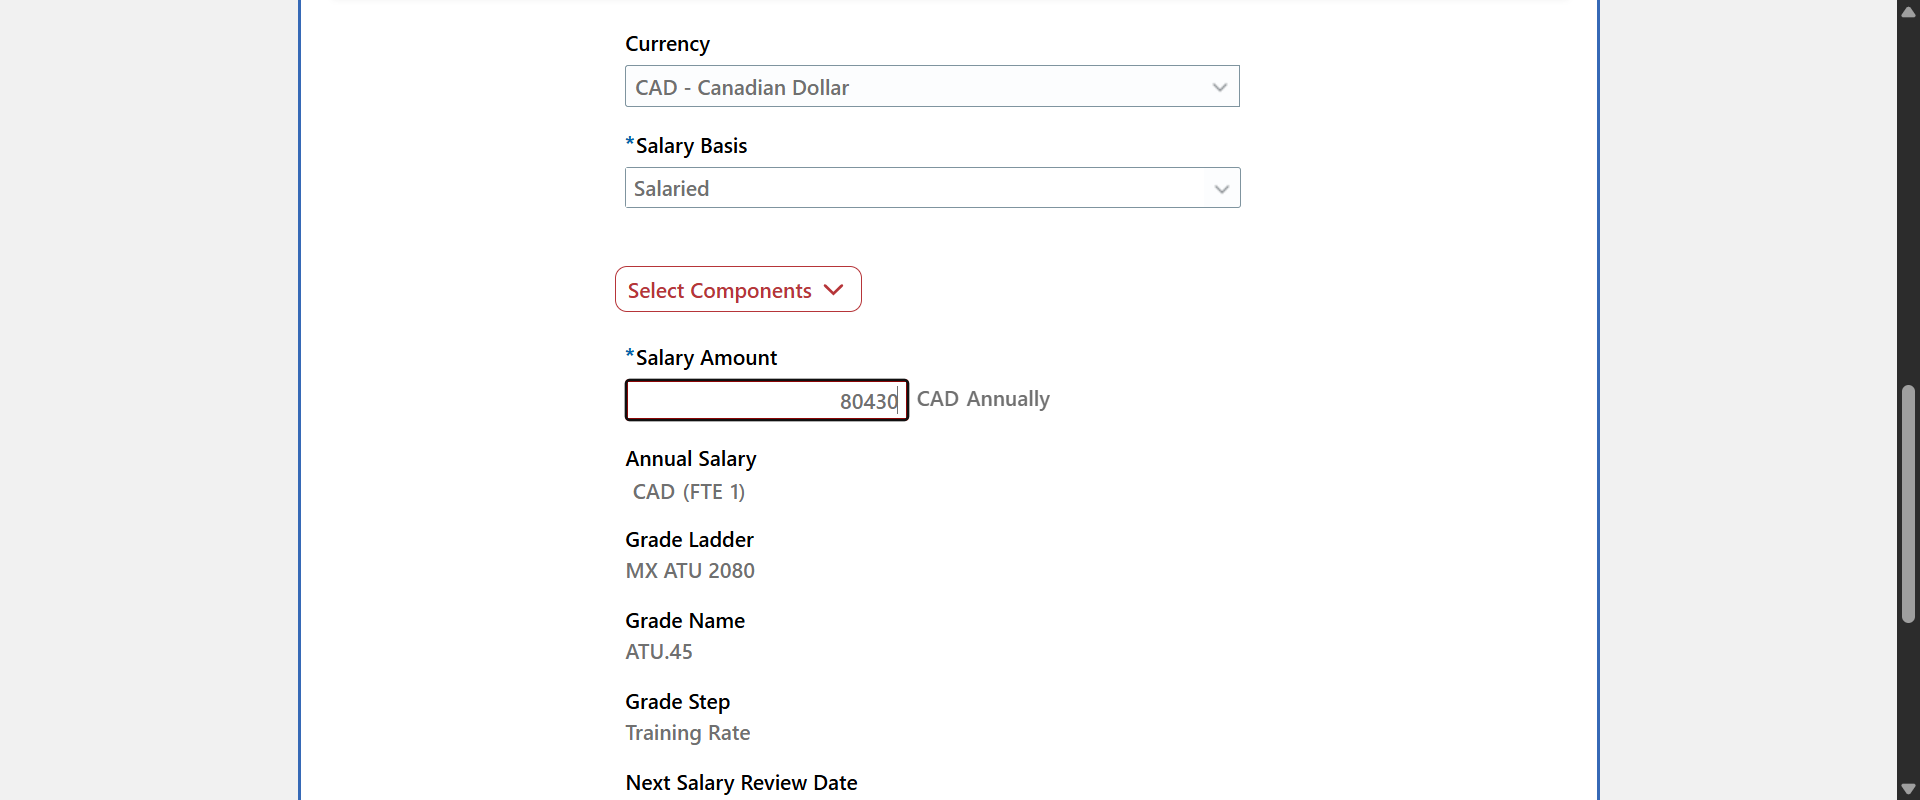 Currency
CAD - Canadian Dollar
*Salary Basis
Salaried
Select Components
*Salary Amount
80430 CAD Annually
Annual Salary
CAD (FTE 1)
Grade Ladder
MX ATU 2080
Grade Name
ATU.45
Grade Step
Training Rate
Next Salary Review Date